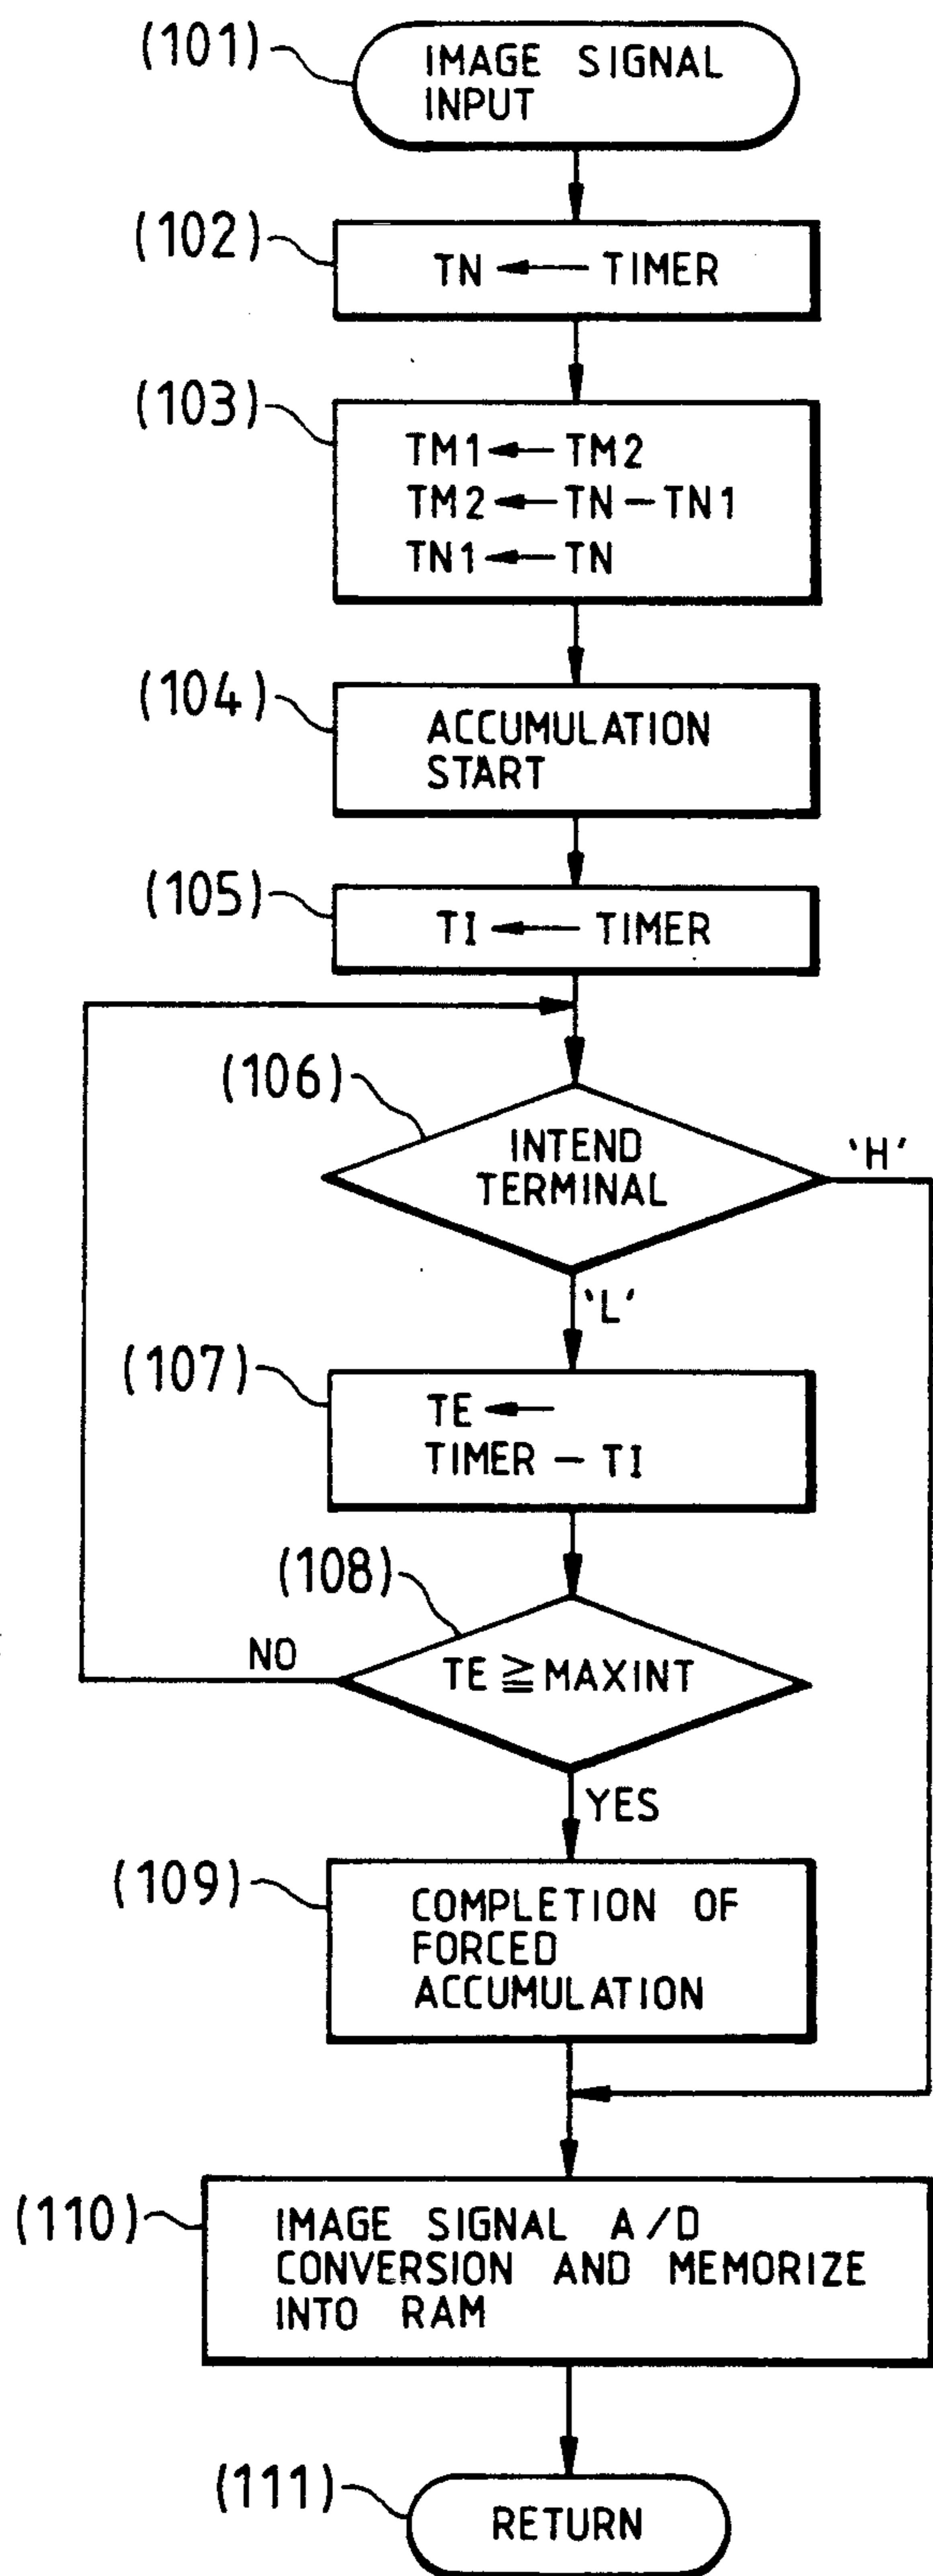 (101)
IMAGE SIGNAL
INPUT
(102)
TN ← TIMER
(103)
TM1 ← TM2
TM2 ← TN – TN1
TN1 ← TN
(104)
ACCUMULATION
START
(105)
TI ← TIMER
(106)
INTEND
TERMINAL
'H'
'L'
(107)
TE ←
TIMER – TI
(108)
NO
TE ≧ MAXINT
YES
(109)
COMPLETION OF
FORCED
ACCUMULATION
(110)
IMAGE SIGNAL A/D
CONVERSION AND MEMORIZE
INTO RAM
(111)
RETURN